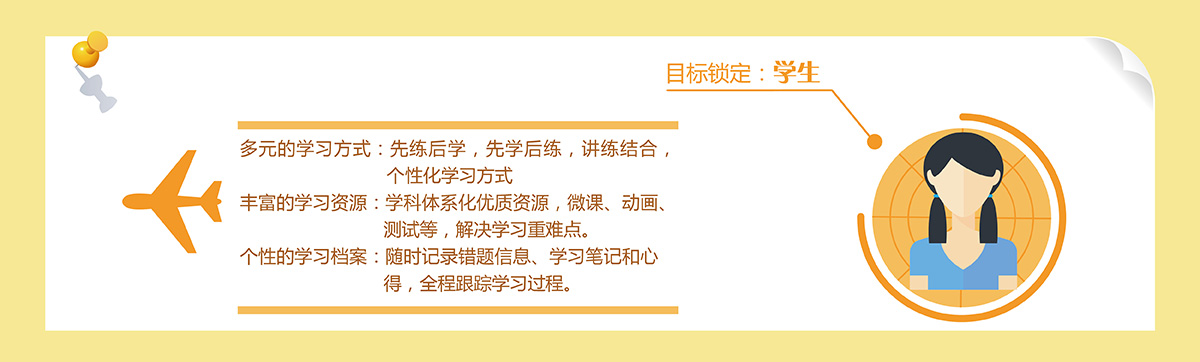 目标锁定：学生
多元的学习方式：先练后学，先学后练，讲练结合，
个性化学习方式
丰富的学习资源：学科体系化优质资源，微课、动画、
测试等，解决学习重难点。
个性的学习档案：随时记录错题信息、学习笔记和心
得，全程跟踪学习过程。